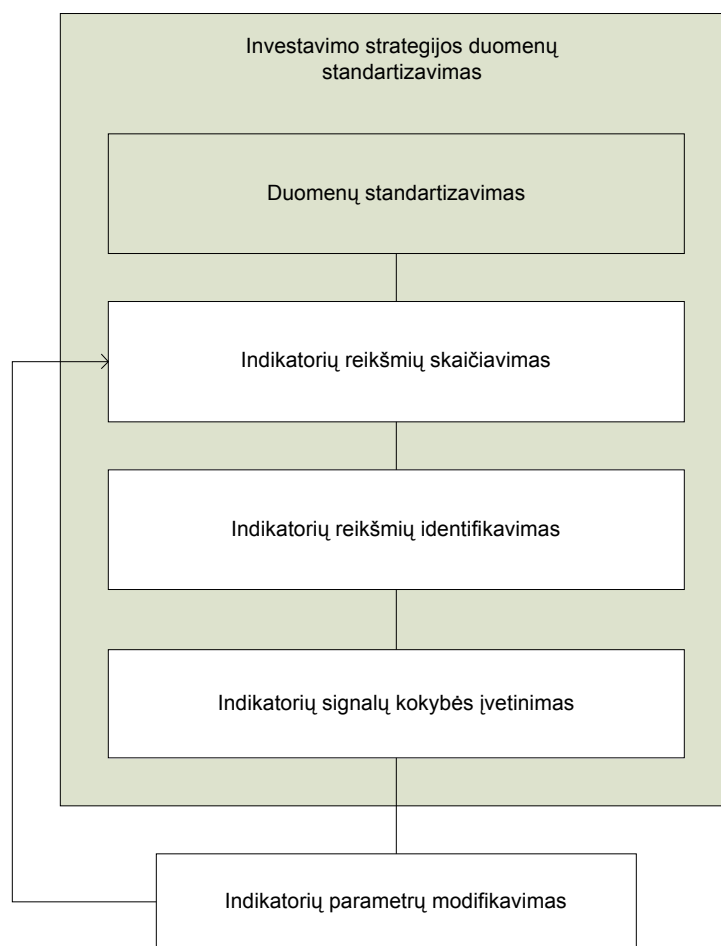 Investavimo strategijos duomenų
standartizavimas
Duomenų standartizavimas
Indikatorių reikšmių skaičiavimas
Indikatorių reikšmių identifikavimas
Indikatorių signalų kokybės įvetinimas
Indikatorių parametrų modifikavimas